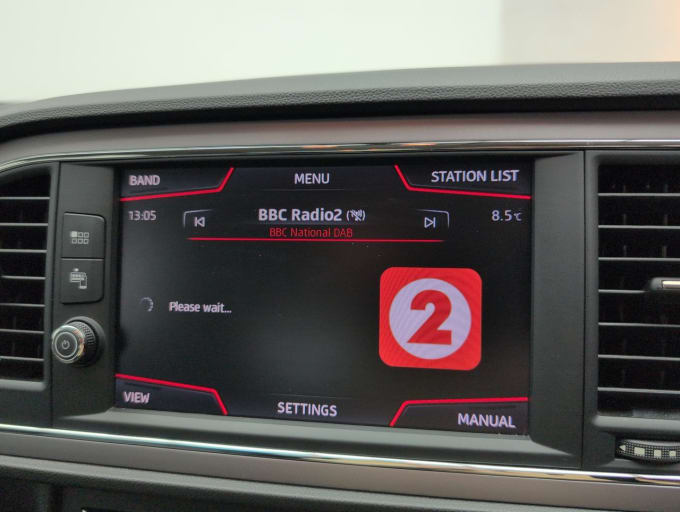 BAND
MENU
STATION LIST
13:05
BBC Radio2
8.5°C
BBC National DAB
Please wait...
2
VIEW
SETTINGS
MANUAL